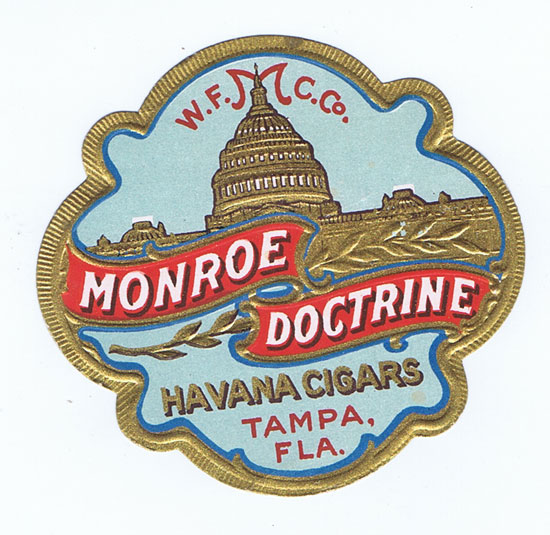 W.F.M.C.Co.
MONROE
DOCTRINE
HAVANA CIGARS
TAMPA,
FLA.